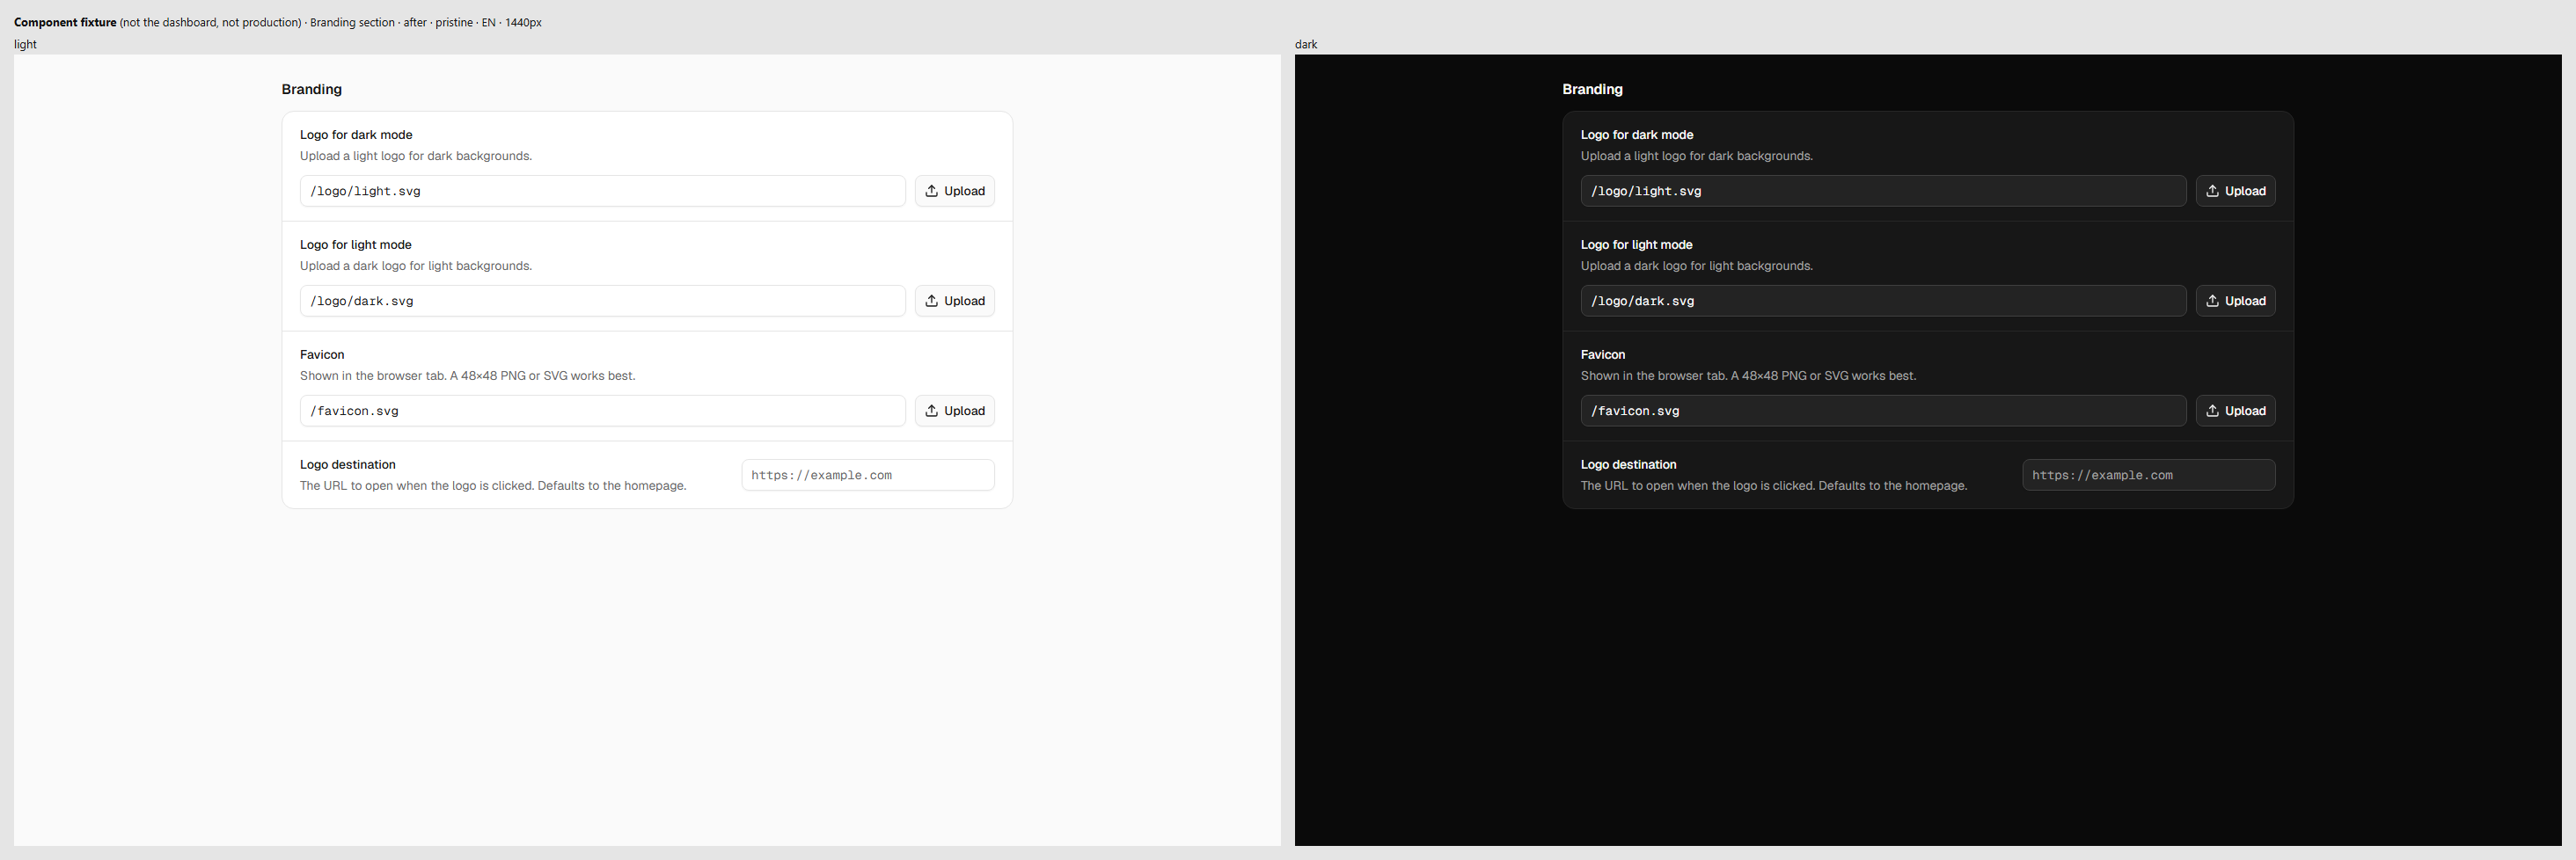 Component fixture (not the dashboard, not production) · Branding section · after · pristine · EN · 1440px
light
Branding
Logo for dark mode
Upload a light logo for dark backgrounds.
/logo/light.svg
Upload
Logo for light mode
Upload a dark logo for light backgrounds.
/logo/dark.svg
Upload
Favicon
Shown in the browser tab. A 48×48 PNG or SVG works best.
/favicon.svg
Upload
Logo destination
The URL to open when the logo is clicked. Defaults to the homepage.
https://example.com
dark
Branding
Logo for dark mode
Upload a light logo for dark backgrounds.
/logo/light.svg
Upload
Logo for light mode
Upload a dark logo for light backgrounds.
/logo/dark.svg
Upload
Favicon
Shown in the browser tab. A 48×48 PNG or SVG works best.
/favicon.svg
Upload
Logo destination
The URL to open when the logo is clicked. Defaults to the homepage.
https://example.com